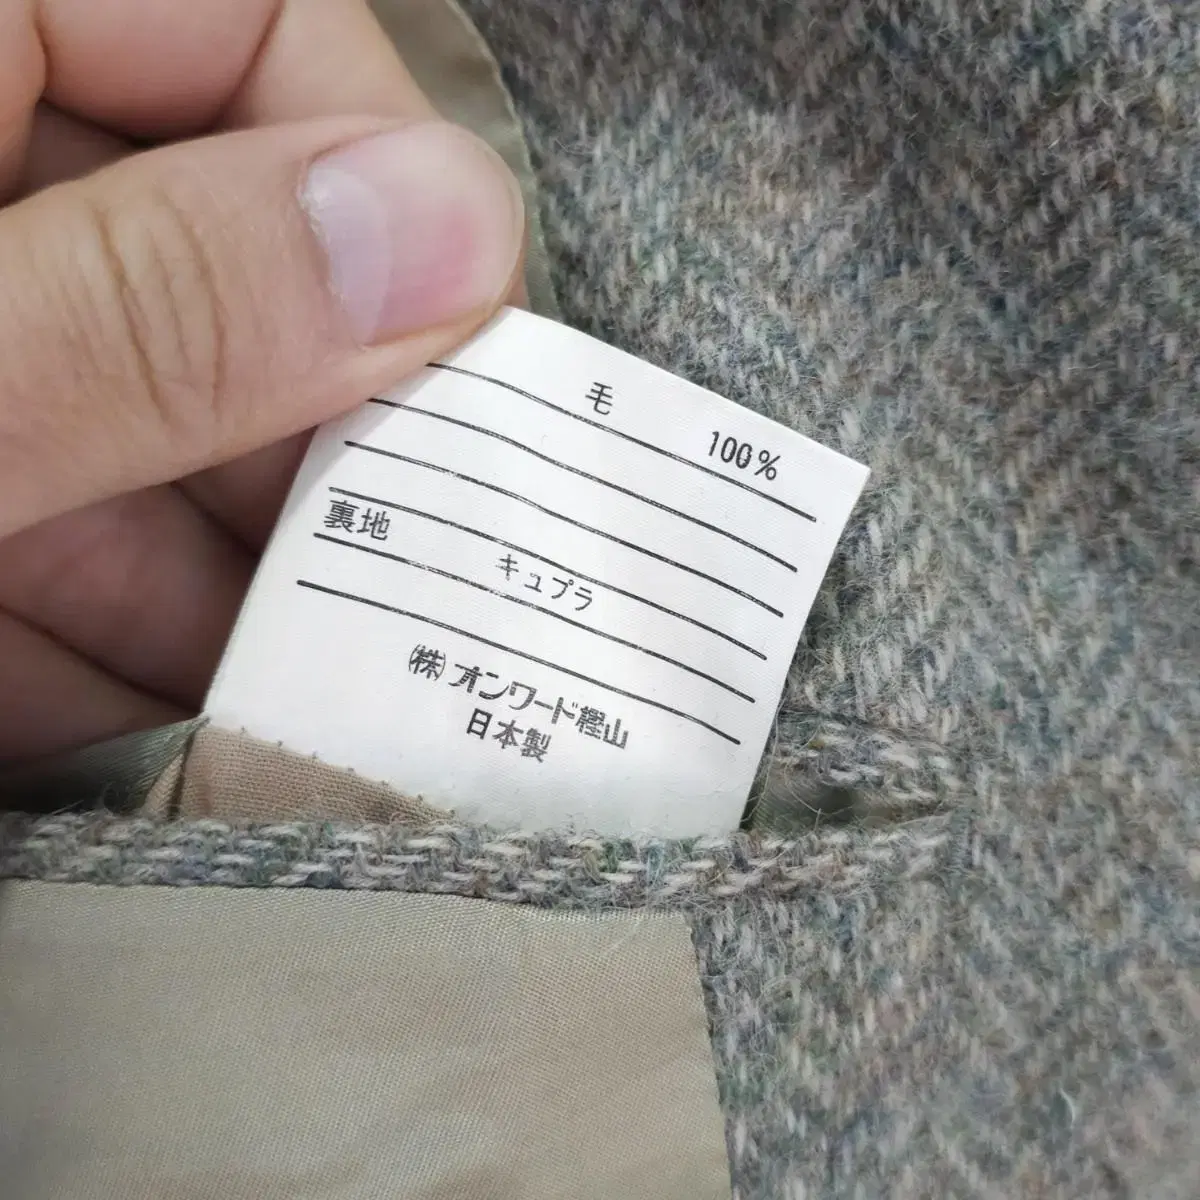 毛 100%
裏地 キュプラ
㈱オンワード樫山
日本製